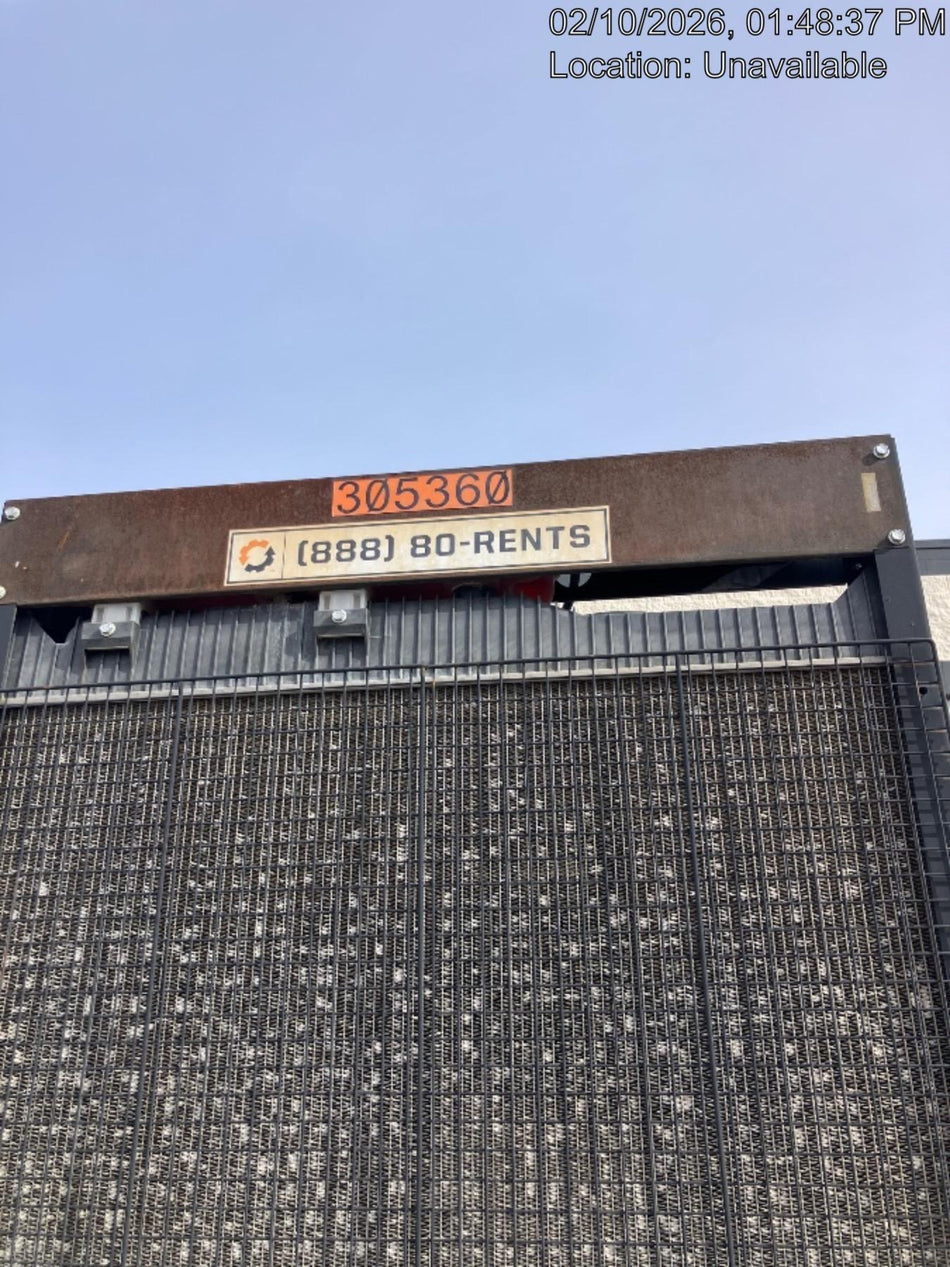 02/10/2026, 01:48:37 PM
Location: Unavailable
305360
(888) 80-RENTS